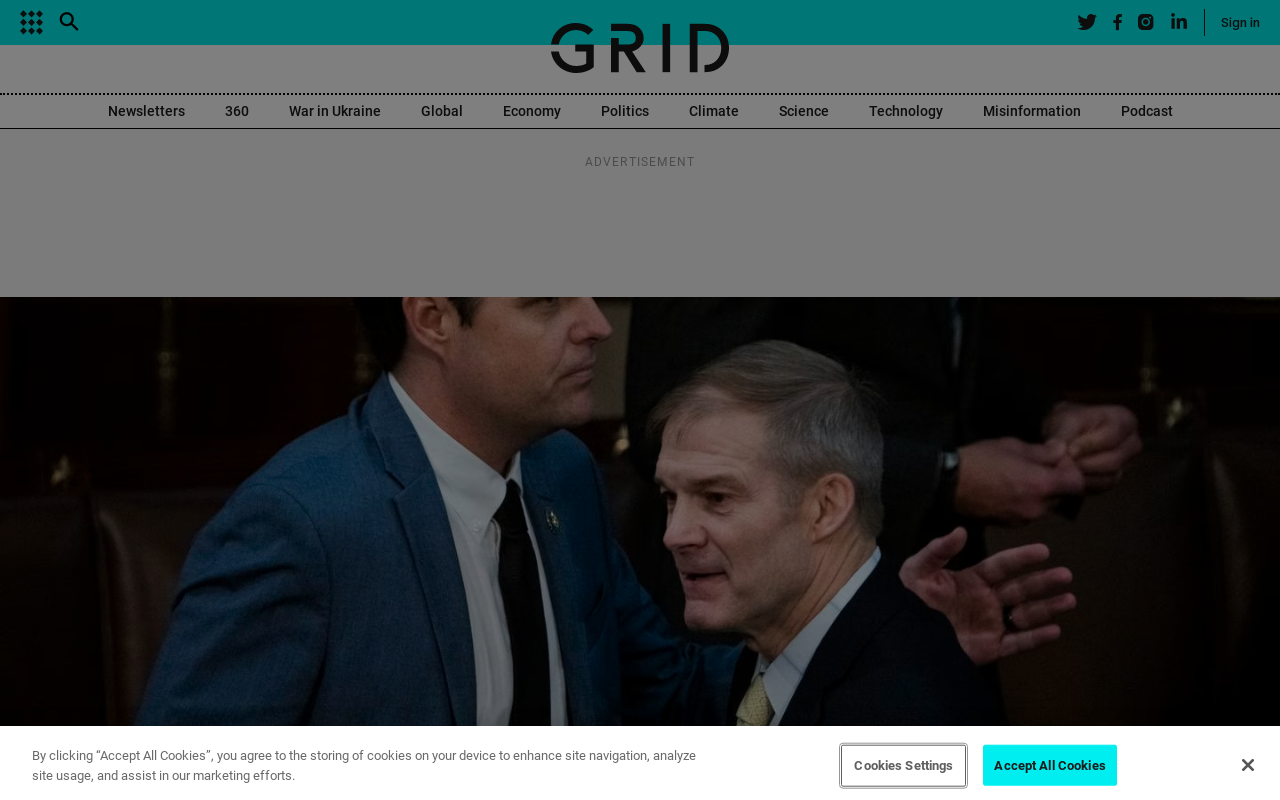 Sign in
GRID
Newsletters 360 War in Ukraine Global Economy Politics Climate Science Technology Misinformation Podcast
ADVERTISEMENT
By clicking “Accept All Cookies”, you agree to the storing of cookies on your device to enhance site navigation, analyze
site usage, and assist in our marketing efforts.
Cookies Settings
Accept All Cookies